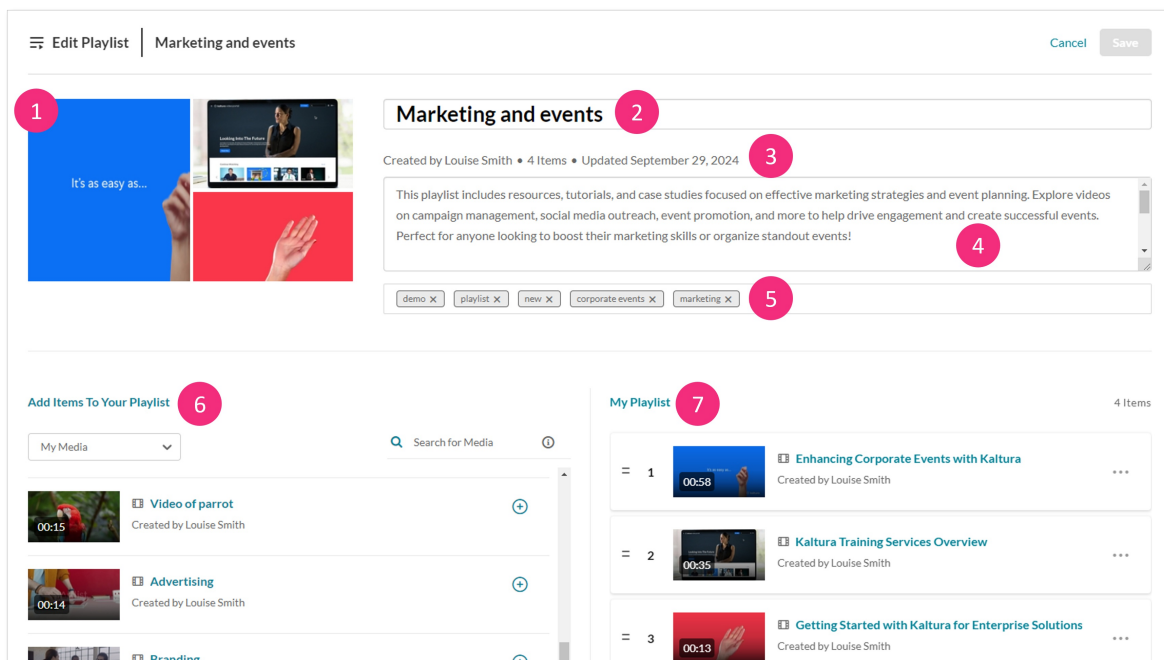 Edit Playlist
Marketing and events
Cancel
Save
1
It's as easy as...
Looking Into The Future
Marketing and events
2
Created by Louise Smith • 4 Items • Updated September 29, 2024
3
This playlist includes resources, tutorials, and case studies focused on effective marketing strategies and event planning. Explore videos
on campaign management, social media outreach, event promotion, and more to help drive engagement and create successful events.
Perfect for anyone looking to boost their marketing skills or organize standout events!
4
demo
playlist
new
corporate events
marketing
5
Add Items To Your Playlist
6
My Media
Search for Media
00:15
Video of parrot
Created by Louise Smith
00:14
Advertising
Created by Louise Smith
Branding
My Playlist
7
4 Items
1
00:58
Enhancing Corporate Events with Kaltura
Created by Louise Smith
2
00:35
Kaltura Training Services Overview
Created by Louise Smith
3
00:13
Getting Started with Kaltura for Enterprise Solutions
Created by Louise Smith